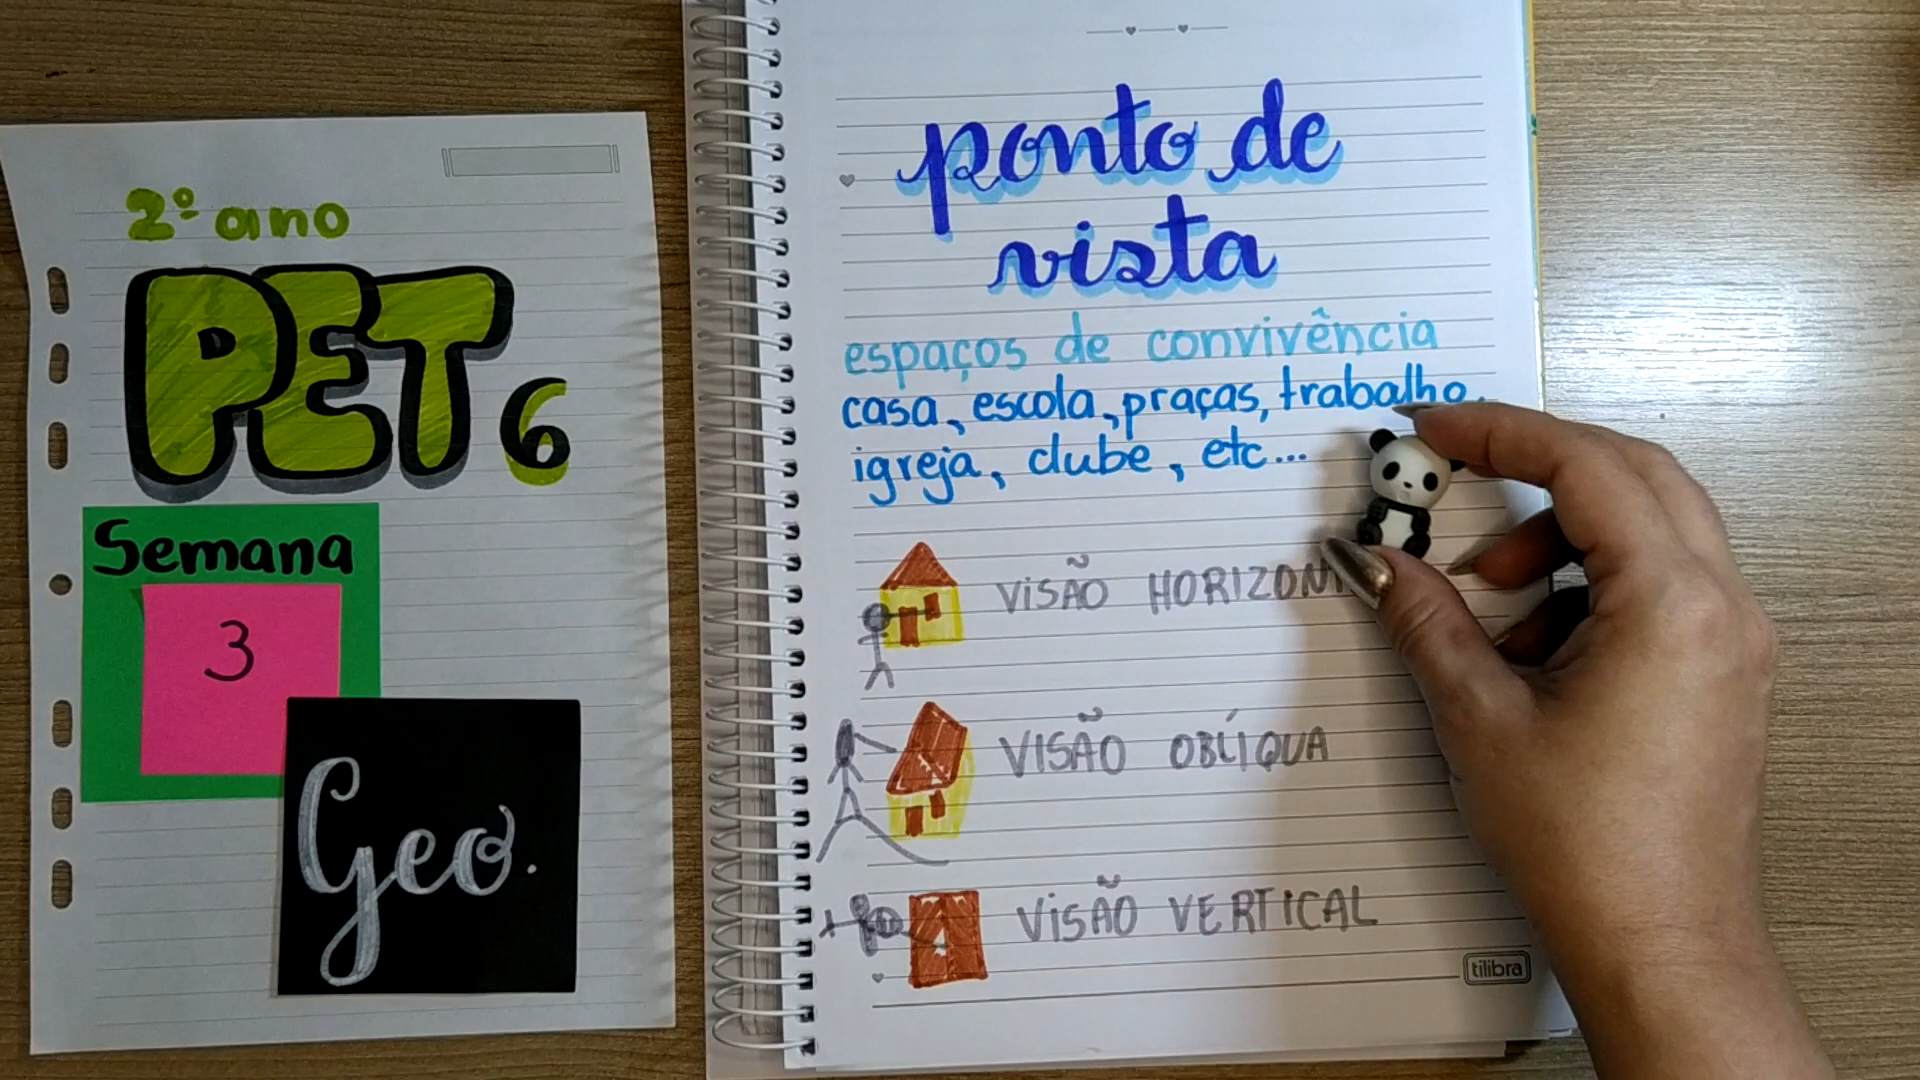 2º ano
PET 6
Semana
3
Geo.
ponto de
vista
espaços de convivência
casa, escola, praças, trabalho,
igreja, clube, etc...
VISÃO
VISÃO OBLÍQUA
VISÃO VERTICAL
tilibra